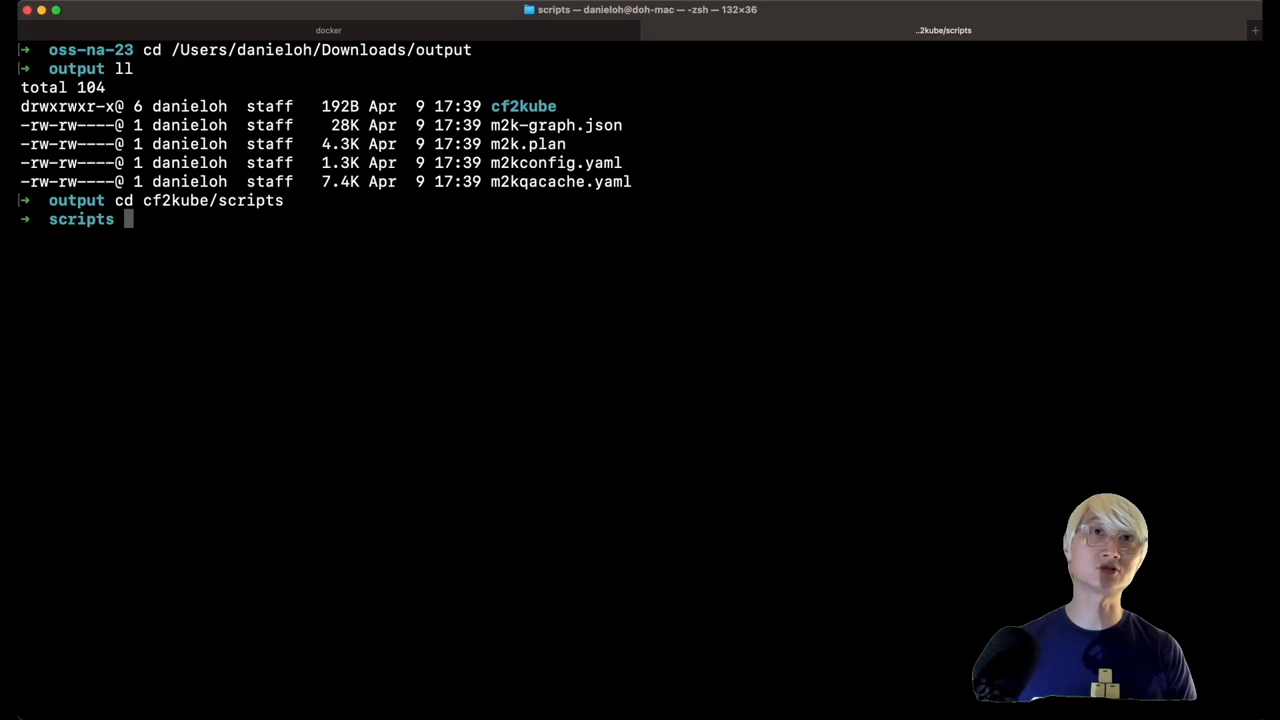 scripts — danieloh@doh-mac — -zsh — 132×36
docker
..2kube/scripts
+
→ oss-na-23 cd /Users/danieloh/Downloads/output
→ output ll
total 104
drwxrwxr-x@ 6 danieloh staff 192B Apr 9 17:39 cf2kube
-rw-rw----@ 1 danieloh staff 28K Apr 9 17:39 m2k-graph.json
-rw-rw----@ 1 danieloh staff 4.3K Apr 9 17:39 m2k.plan
-rw-rw----@ 1 danieloh staff 1.3K Apr 9 17:39 m2kconfig.yaml
-rw-rw----@ 1 danieloh staff 7.4K Apr 9 17:39 m2kqacache.yaml
→ output cd cf2kube/scripts
→ scripts